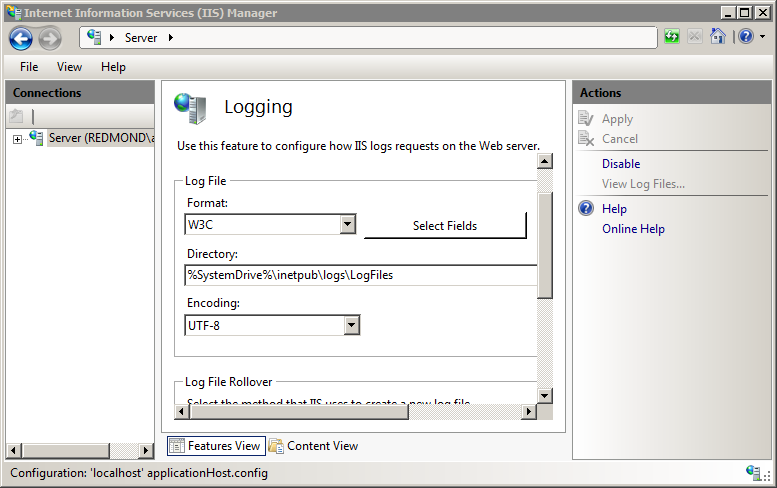 Internet Information Services (IIS) Manager
Server
File View Help
Connections
Server (REDMOND\a
Logging
Use this feature to configure how IIS logs requests on the Web server.
Log File
Format:
W3C
Select Fields
Directory:
%SystemDrive%\inetpub\logs\LogFiles
Encoding:
UTF-8
Log File Rollover
Select the method that IIS uses to create a new log file.
Features View
Content View
Actions
Apply
Cancel
Disable
View Log Files...
Help
Online Help
Configuration: 'localhost' applicationHost.config